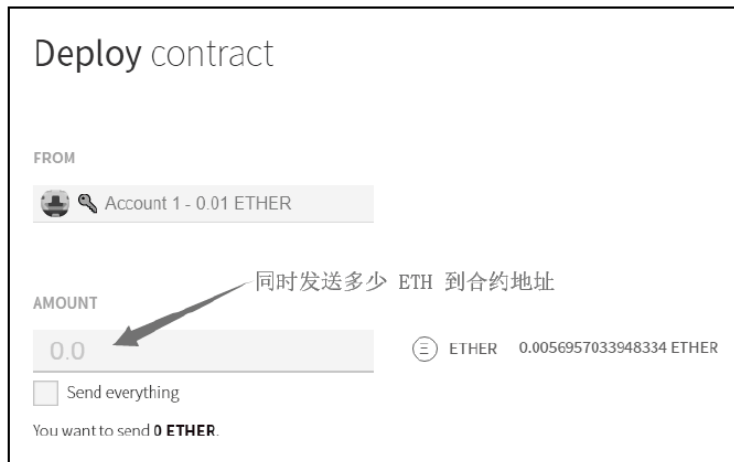 Deploy contract
FROM
Account 1 - 0.01 ETHER
同时发送多少 ETH 到合约地址
AMOUNT
0.0
ETHER 0.0056957033948334 ETHER
Send everything
You want to send 0 ETHER.